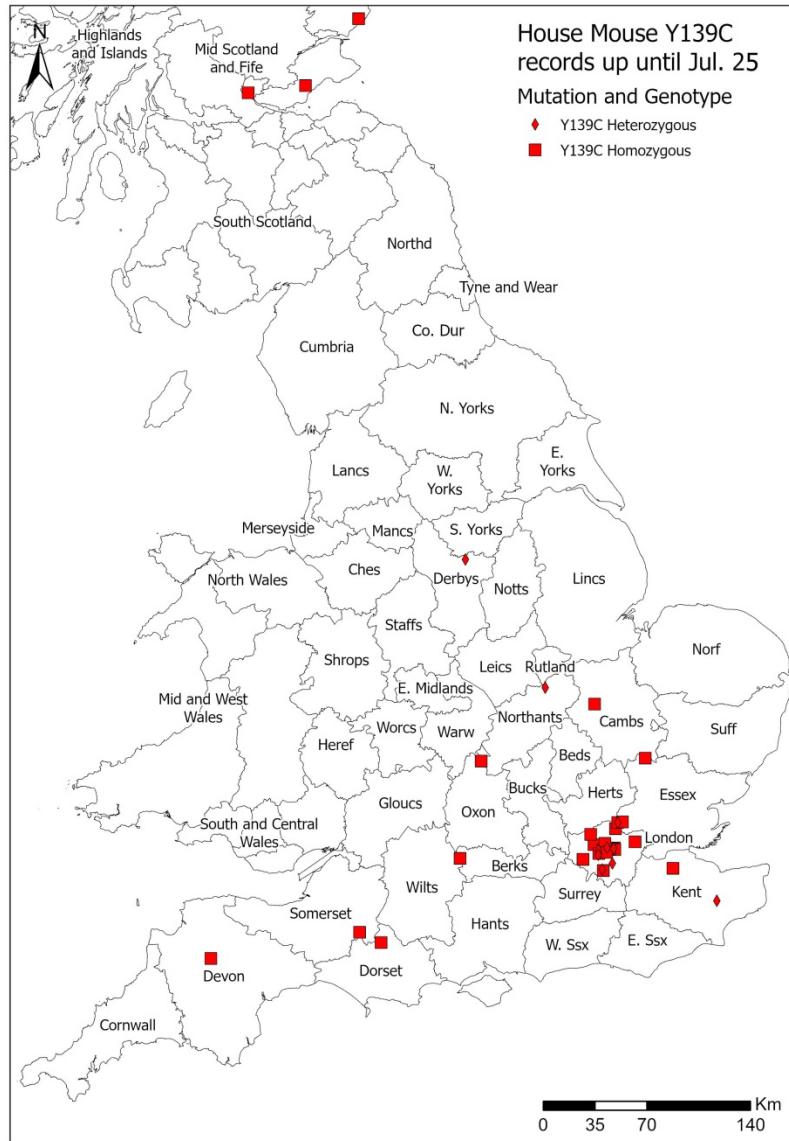 N
Highlands
and Islands
Mid Scotland
and Fife
House Mouse Y139C
records up until Jul. 25
Mutation and Genotype
Y139C Heterozygous
Y139C Homozygous
South Scotland
Northd
Tyne and Wear
Co. Dur
Cumbria
N. Yorks
E.
Yorks
Lancs
W.
Yorks
Merseyside
Mancs
S. Yorks
North Wales
Ches
Derbys
Notts
Lincs
Staffs
Shrops
Leics
Rutland
Norf
Mid and West
Wales
E. Midlands
Northants
Cambs
Suff
Heref
Worcs
Warw
Beds
Bucks
Herts
Essex
Gloucs
Oxon
South and Central
Wales
London
Wilts
Berks
Surrey
Kent
Somerset
Hants
W. Ssx
E. Ssx
Devon
Dorset
Cornwall
Km
0 35 70 140